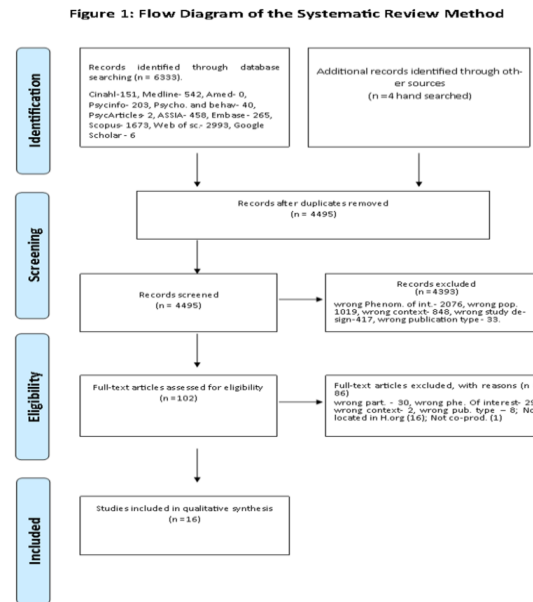 Figure 1: Flow Diagram of the Systematic Review Method
Identification
Records identified through database
searching (n = 6333).
Cinahl-151, Medline- 542, Amed- 0,
Psycinfo- 203, Psycho. and behav- 40,
PsycArticles- 2, ASSIA- 458, Embase - 265,
Scopus- 1673, Web of sc.- 2993, Google
Scholar - 6
Additional records identified through oth-
er sources
(n =4 hand searched)
Screening
Records after duplicates removed
(n = 4495)
Records screened
(n = 4495)
Records excluded
(n =4393)
wrong Phenom. of int.- 2076, wrong pop.
1019, wrong context- 848, wrong study de-
sign-417, wrong publication type - 33.
Eligibility
Full-text articles assessed for eligibility
(n =102)
Full-text articles excluded, with reasons (n
86)
wrong part. - 30, wrong phe. Of interest- 29
wrong context- 2, wrong pub. type – 8; No
located in H.org (16); Not co-prod. (1)
Included
Studies included in qualitative synthesis
(n =16)